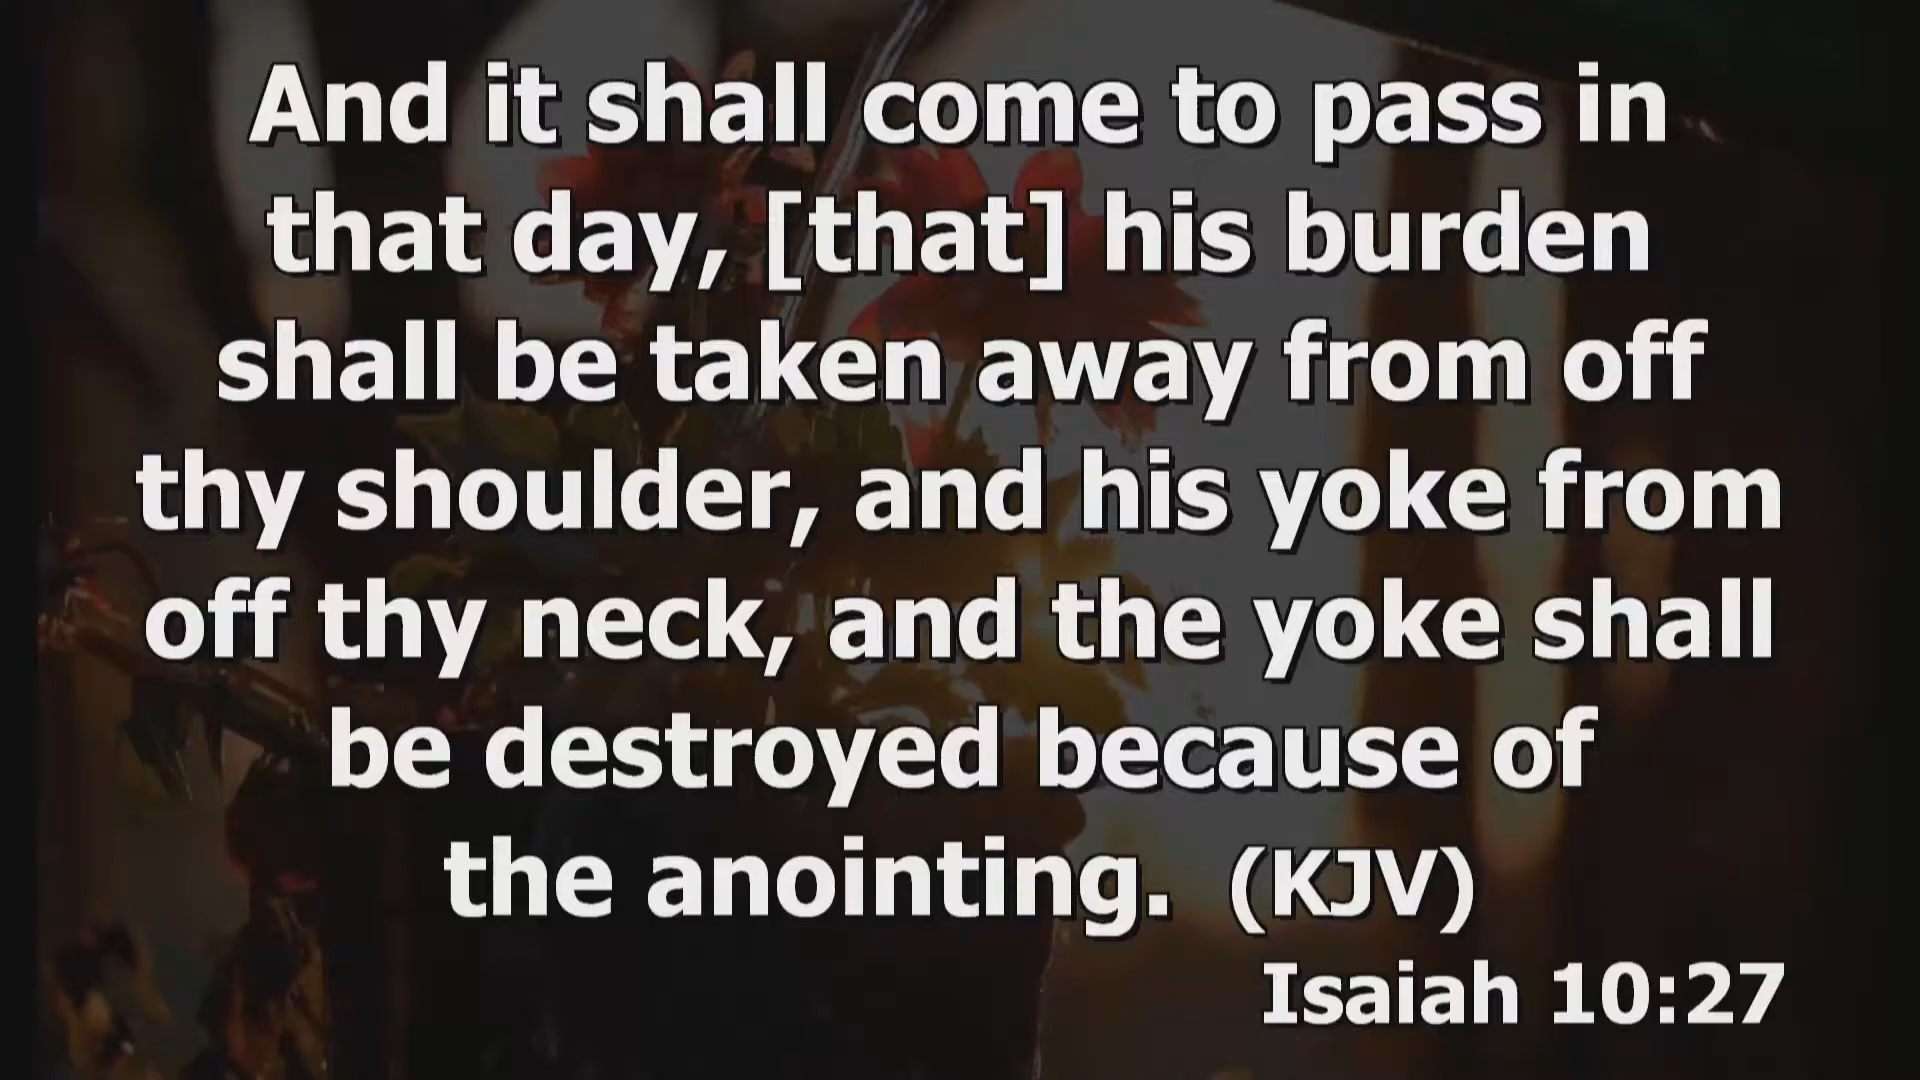 And it shall come to pass in
that day, [that] his burden
shall be taken away from off
thy shoulder, and his yoke from
off thy neck, and the yoke shall
be destroyed because of
the anointing. (KJV)
Isaiah 10:27